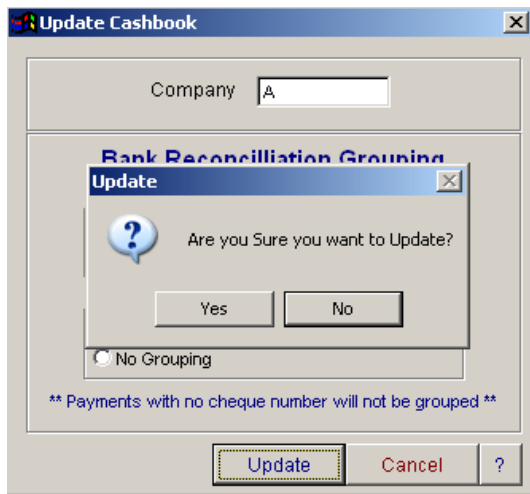 Update Cashbook
Company A
Bank Reconcilliation Grouping
Update
Are you Sure you want to Update?
Yes No
No Grouping
** Payments with no cheque number will not be grouped **
Update Cancel ?